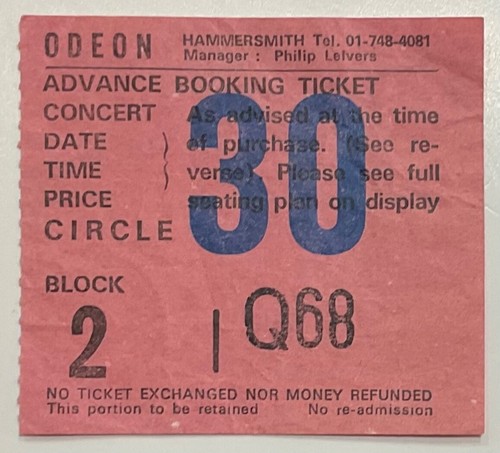 ODEON HAMMERSMITH Tel. 01-748-4081
Manager : Philip Leivers
ADVANCE BOOKING TICKET
CONCERT As advised at the time
DATE of purchase. (See re-
TIME verse). Please see full
PRICE seating plan on display
CIRCLE
30
BLOCK
2 | Q68
NO TICKET EXCHANGED NOR MONEY REFUNDED
This portion to be retained No re-admission